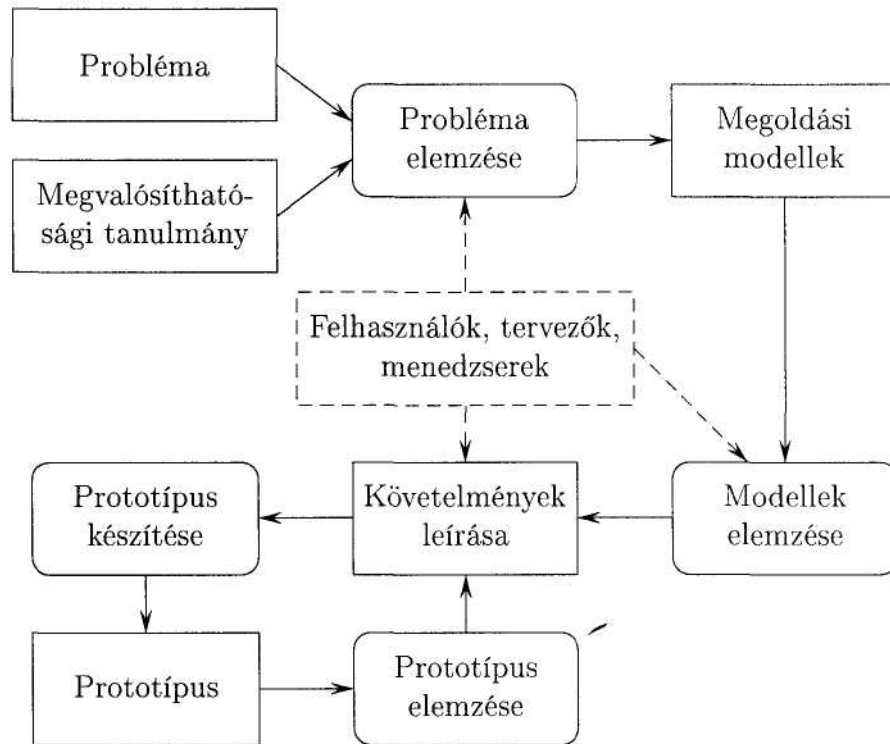 Probléma
Megvalósítható-
sági tanulmány
Probléma
elemzése
Megoldási
modellek
Felhasználók, tervezők,
menedzserek
Prototípus
készítése
Követelmények
leírása
Modellek
elemzése
Prototípus
Prototípus
elemzése